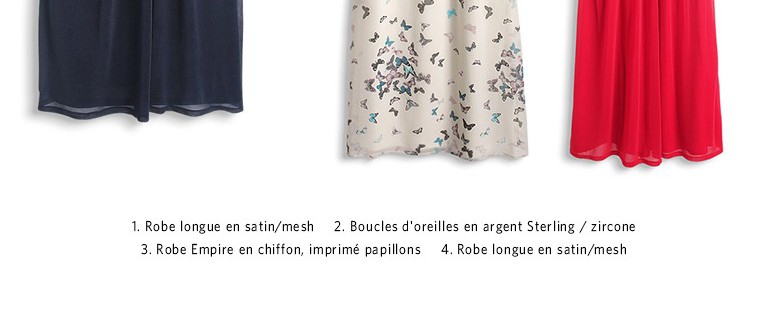 1. Robe longue en satin/mesh 2. Boucles d'oreilles en argent Sterling / zircone
3. Robe Empire en chiffon, imprimé papillons 4. Robe longue en satin/mesh